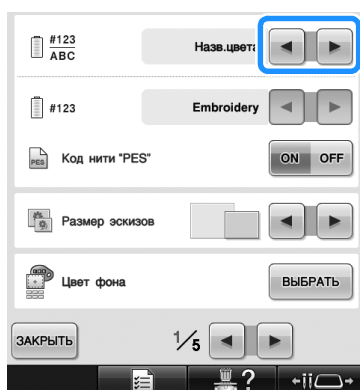 #123
ABC
Назв.цвета
#123
Embroidery
PES
Код нити "PES"
ON OFF
Размер эскизов
Цвет фона
ВЫБРАТЬ
ЗАКРЫТЬ
1/5
?